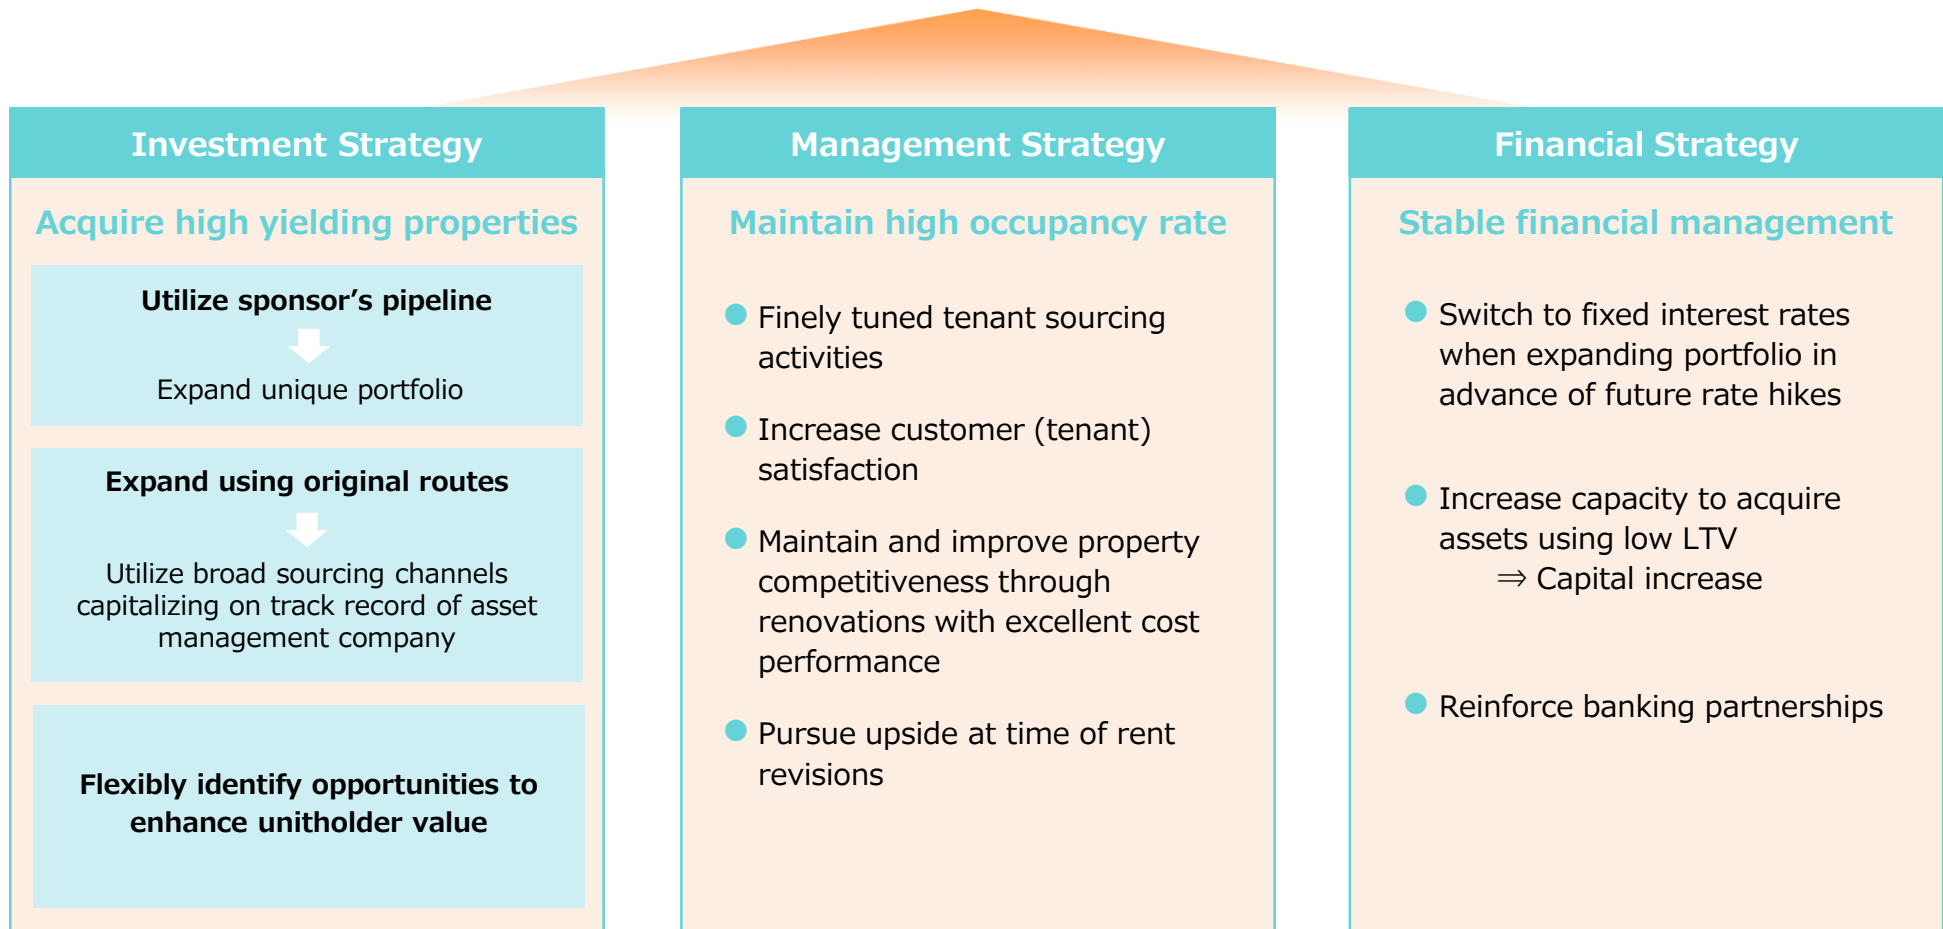 Investment Strategy
Acquire high yielding properties
Utilize sponsor’s pipeline
Expand unique portfolio
Expand using original routes
Utilize broad sourcing channels
capitalizing on track record of asset
management company
Flexibly identify opportunities to
enhance unitholder value
Management Strategy
Maintain high occupancy rate
● Finely tuned tenant sourcing
activities
● Increase customer (tenant)
satisfaction
● Maintain and improve property
competitiveness through
renovations with excellent cost
performance
● Pursue upside at time of rent
revisions
Financial Strategy
Stable financial management
● Switch to fixed interest rates
when expanding portfolio in
advance of future rate hikes
● Increase capacity to acquire
assets using low LTV
⇒ Capital increase
● Reinforce banking partnerships